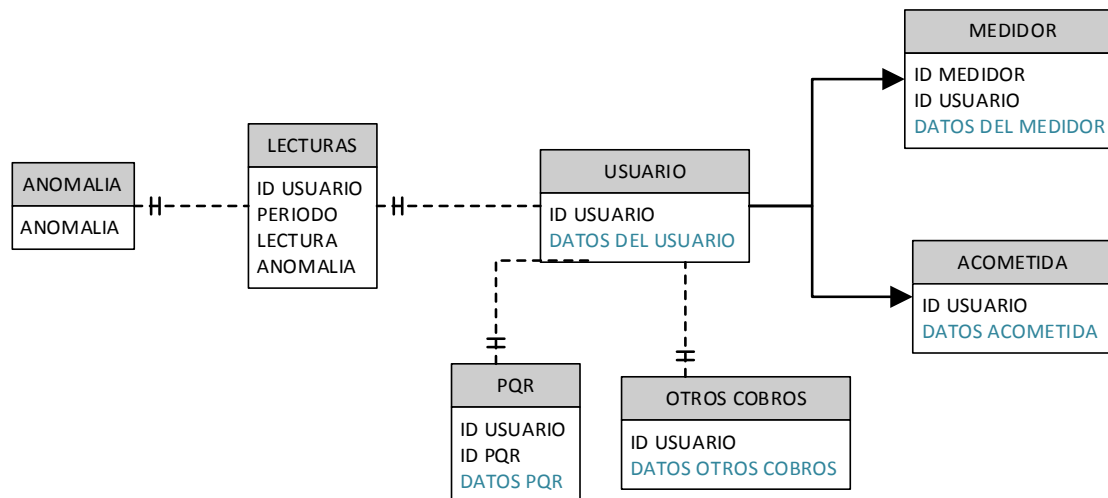 MEDIDOR
ID MEDIDOR
ID USUARIO
DATOS DEL MEDIDOR
LECTURAS
ID USUARIO
PERIODO
LECTURA
ANOMALIA
ANOMALIA
ANOMALIA
USUARIO
ID USUARIO
DATOS DEL USUARIO
ACOMETIDA
ID USUARIO
DATOS ACOMETIDA
PQR
ID USUARIO
ID PQR
DATOS PQR
OTROS COBROS
ID USUARIO
DATOS OTROS COBROS